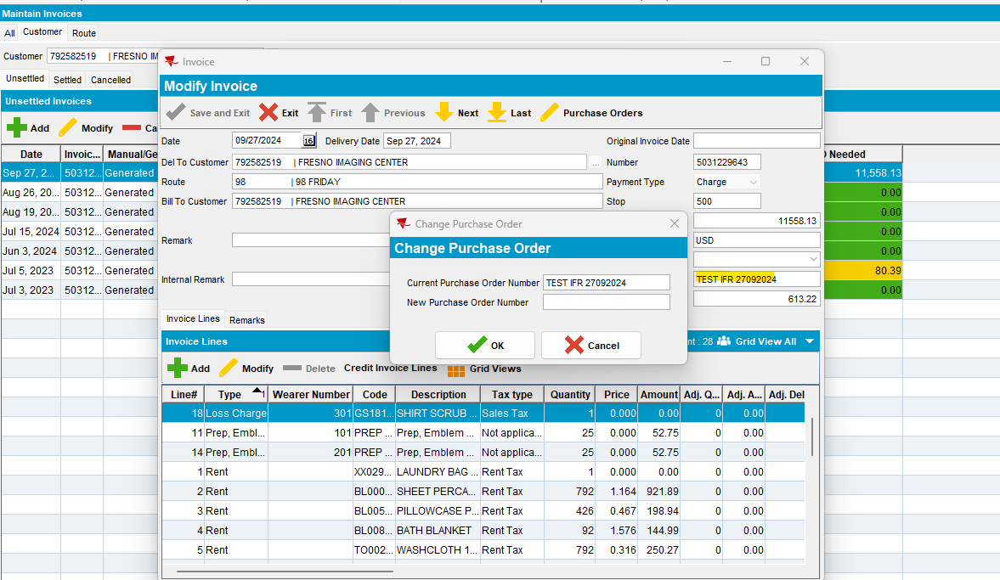 Maintain Invoices
All Customer Route
Customer 792582519 | FRESNO IM
Unsettled Settled Cancelled
Unsettled Invoices
Add Modify Ca
Date Invoic... Manual/Ge
Sep 27, 2... 50312... Generated
Aug 26, 20... 50312... Generated
Aug 19, 20... 50312... Generated
Jul 15, 2024 50312... Generated
Jun 3, 2024 50312... Generated
Jul 5, 2023 50312... Generated
Jul 3, 2023 50312... Generated
Needed
11,558.13
0.00
0.00
0.00
0.00
80.39
0.00
Invoice
Modify Invoice
Save and Exit Exit First Previous Next Last Purchase Orders
Date 09/27/2024 16 Delivery Date Sep 27, 2024 Original Invoice Date
Del To Customer 792582519 | FRESNO IMAGING CENTER ... Number 5031229643
Route 98 | 98 FRIDAY Payment Type Charge
Bill To Customer 792582519 | FRESNO IMAGING CENTER Stop 500
11558.13
Remark USD
Internal Remark TEST IFR 27092024
613.22
Change Purchase Order
Change Purchase Order
Current Purchase Order Number TEST IFR 27092024
New Purchase Order Number
OK Cancel
Invoice Lines Remarks
Invoice Lines nt : 28 Grid View All
Add Modify Delete Credit Invoice Lines Grid Views
Line# Type 1 Wearer Number Code Description Tax type Quantity Price Amount Adj. Q... Adj. A... Adj. Del
18 Loss Charge 301 GS181... SHIRT SCRUB ... Sales Tax 1 0.000 0.00 0 0.00
11 Prep, Embl... 101 PREP ... Prep, Emblem ... Not applica... 25 0.000 52.75 0 0.00
14 Prep, Embl... 201 PREP ... Prep, Emblem ... Not applica... 25 0.000 52.75 0 0.00
1 Rent XX029... LAUNDRY BAG ... Rent Tax 1 0.000 0.00 0 0.00
2 Rent BL000... SHEET PERCA... Rent Tax 792 1.164 921.89 0 0.00
3 Rent BL005... PILLOWCASE P... Rent Tax 426 0.467 198.94 0 0.00
4 Rent BL008... BATH BLANKET Rent Tax 92 1.576 144.99 0 0.00
5 Rent TO002... WASHCLOTH 1... Rent Tax 792 0.316 250.27 0 0.00